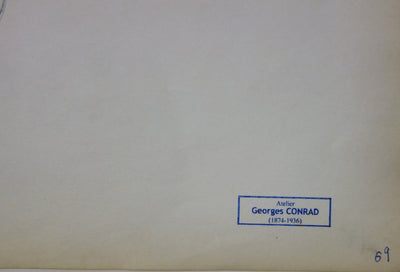 Atelier
Georges CONRAD
(1874-1936)
69